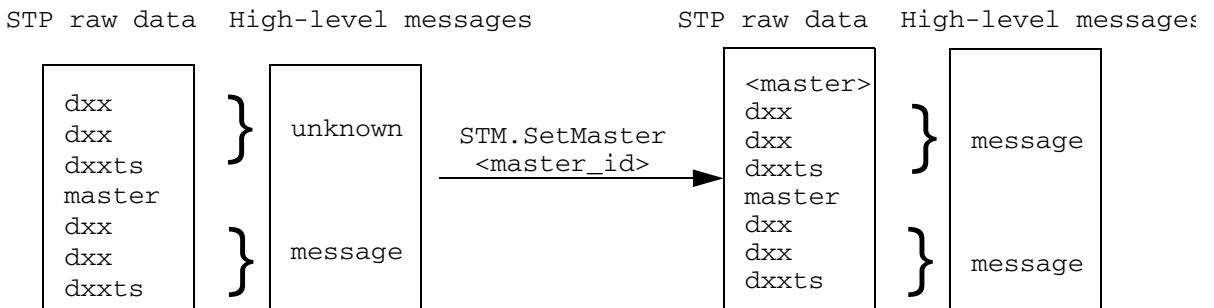 STP raw data High-level messages
dxx
dxx
dxxts
master
dxx
dxx
dxxts
unknown
message
STM.SetMaster
<master_id>
STP raw data High-level messages
<master>
dxx
dxx
dxxts
master
dxx
dxx
dxxts
message
message